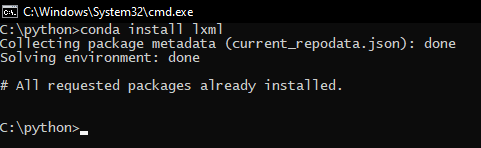 C:\Windows\System32\cmd.exe
C:\python>conda install lxml
Collecting package metadata (current_repodata.json): done
Solving environment: done
# All requested packages already installed.
C:\python>